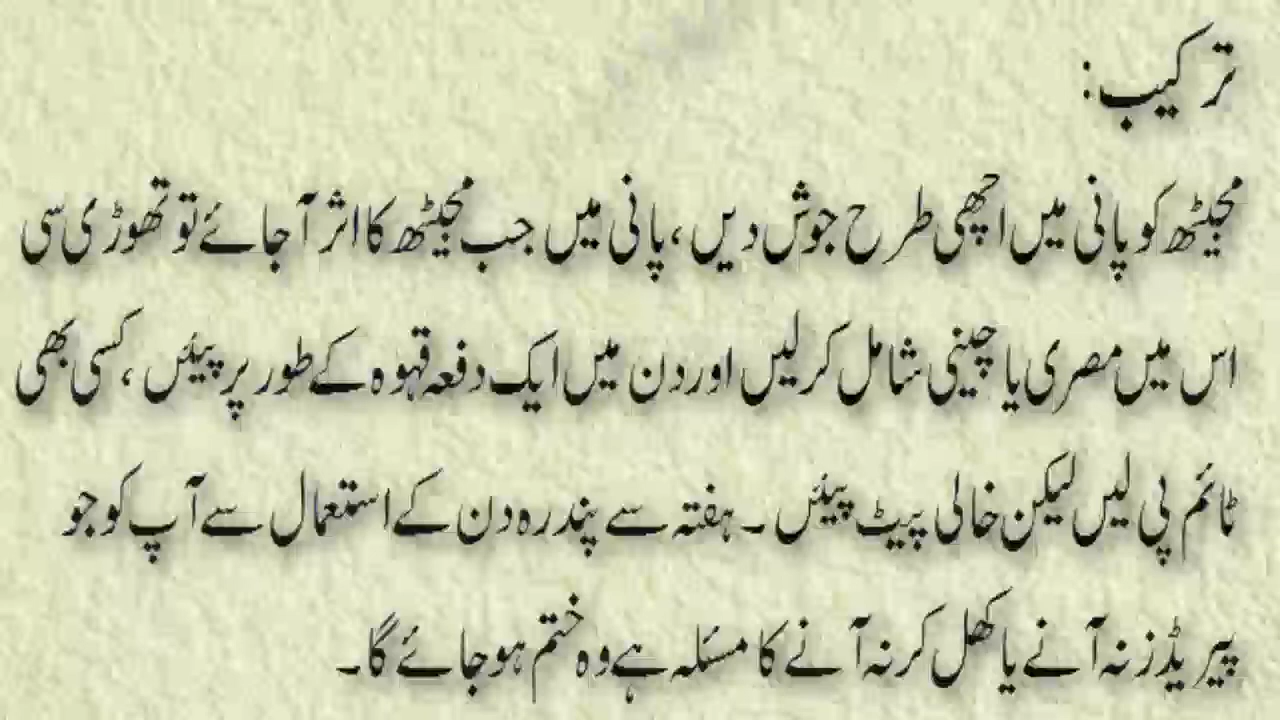 ترکیب:
مجیٹھ کو پانی میں اچھی طرح جوش دیں، پانی میں جب مجیٹھ کا اثر آجائے تو تھوڑی سی
اس میں مصری یا چینی شامل کرلیں اور دن میں ایک دفعہ قہوہ کے طور پر پیئیں، کسی بھی
ٹائم پی لیں لیکن خالی پیٹ پیئیں۔ ہفتہ سے پندرہ دن کے استعمال سے آپ کو جو
پیریڈز نہ آنے یا کھل کر نہ آنے کا مسئلہ ہے وہ ختم ہوجائے گا۔